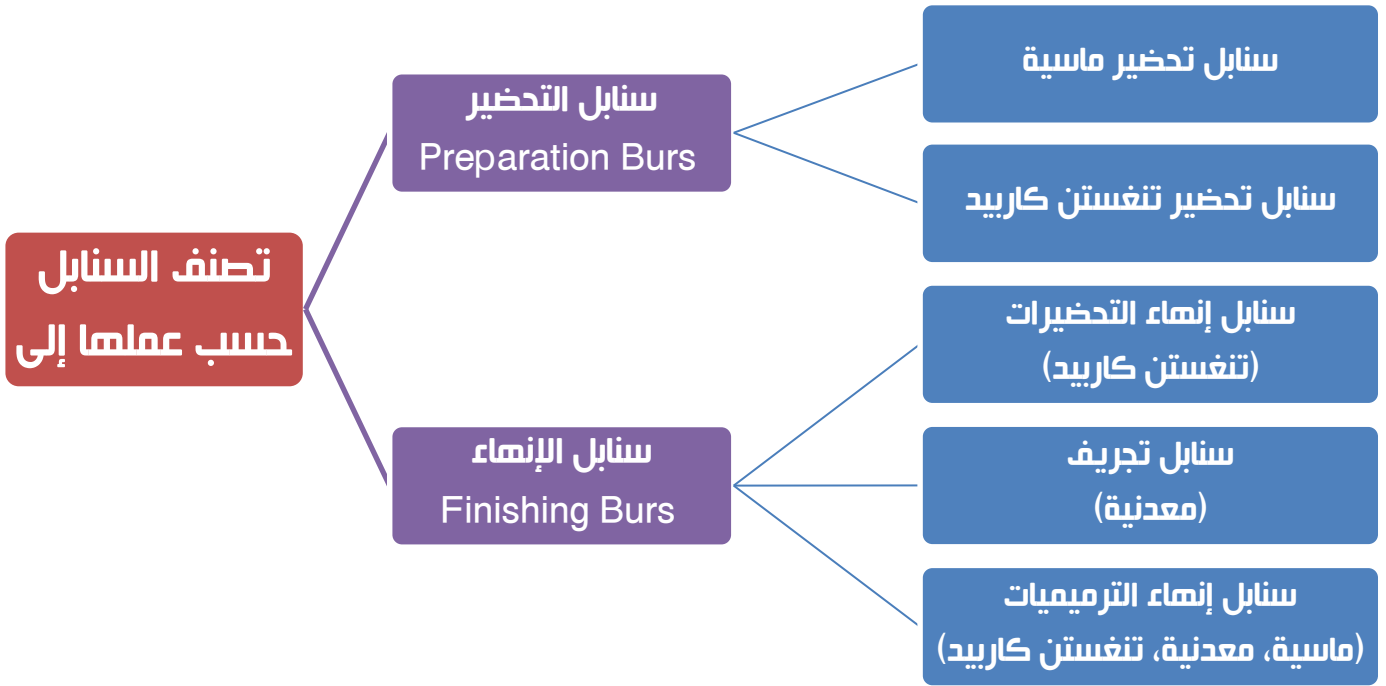 تصنف السنابل
حسب عملها إلى
سنابل التحضير
Preparation Burs
سنابل تحضير ماسية
سنابل تحضير تنغستن كاربيد
سنابل الإنهاء
Finishing Burs
سنابل إنهاء التحضيرات
(تنغستن كاربيد)
سنابل تجريف
(معدنية)
سنابل إنهاء الترميميات
(ماسية، معدنية، تنغستن كاربيد)